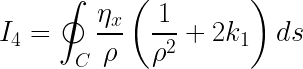 I_4 = \oint_C \frac{\eta_x}{\rho} \left( \frac{1}{\rho^2} + 2k_1 \right) ds